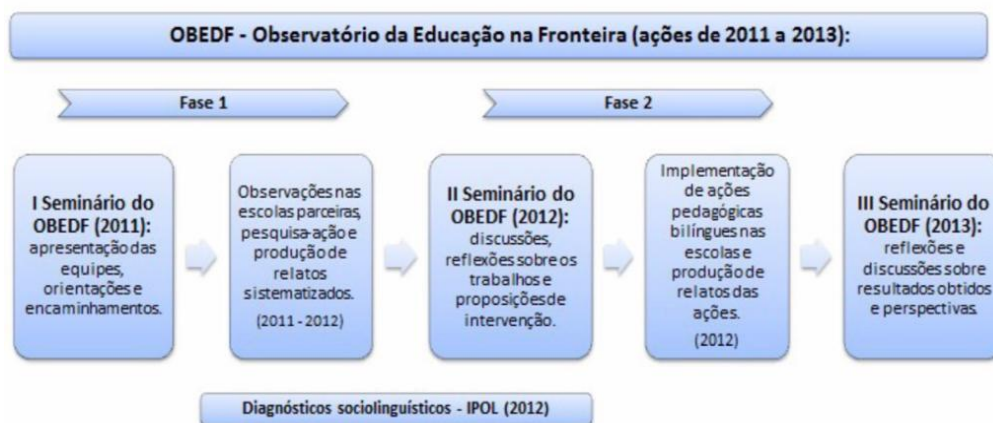 OBEDF - Observatório da Educação na Fronteira (ações de 2011 a 2013):
Fase 1
Fase 2
I Seminário do
OBEDF (2011):
apresentação das
equipes,
orientações e
encaminhamentos.
Observações nas
escolas parceiras,
pesquisa-ação e
produção de
relatos
sistematizados.
(2011 - 2012)
II Seminário do
OBEDF (2012):
discussões,
reflexões sobre os
trabalhos e
proposições de
intervenção.
Implementação
de ações
pedagógicas
bilíngues nas
escolas e
produção de
relatos das
ações.
(2012)
III Seminário do
OBEDF (2013):
reflexões e
discussões sobre
resultados obtidos
e perspectivas.
Diagnósticos sociolinguísticos - IPOL (2012)